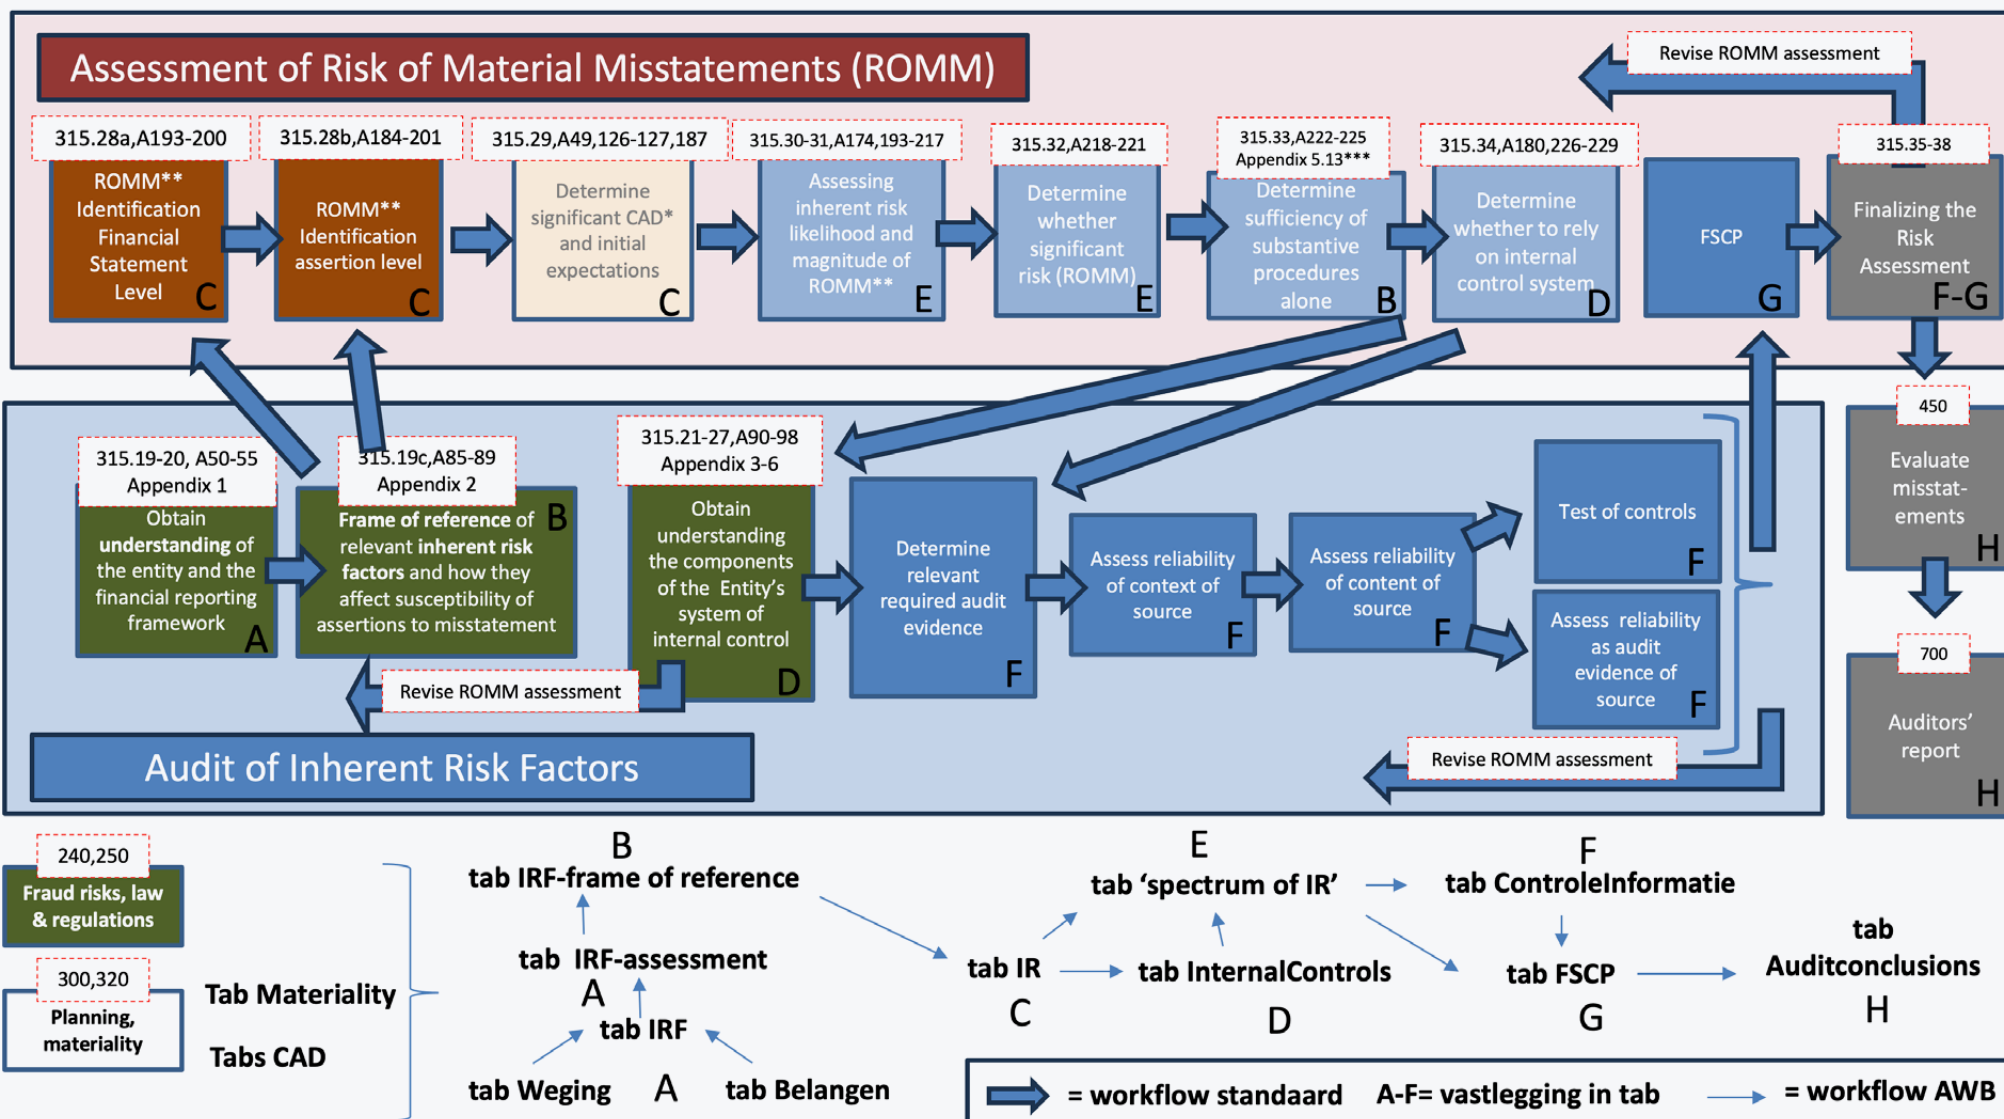 Assessment of Risk of Material Misstatements (ROMM)
Revise ROMM assessment
315.28a,A193-200
ROMM**
Identification
Financial
Statement
Level
C
315.28b,A184-201
ROMM**
Identification
assertion level
C
315.29,A49,126-127,187
Determine
significant CAD*
and initial
expectations
C
315.30-31,A174,193-217
Assessing
inherent risk
likelihood and
magnitude of
ROMM**
E
315.32,A218-221
Determine
whether
significant
risk (ROMM)
E
315.33,A222-225
Appendix 5.13***
Determine
sufficiency of
substantive
procedures
alone
B
315.34,A180,226-229
Determine
whether to rely
on internal
control system
D
FSCP
G
315.35-38
Finalizing the
Risk
Assessment
F-G
315.19-20, A50-55
Appendix 1
Obtain
understanding of
the entity and the
financial reporting
framework
A
315.19c,A85-89
Appendix 2
Frame of reference of
relevant inherent risk
factors and how they
affect susceptibility of
assertions to misstatement
B
315.21-27,A90-98
Appendix 3-6
Obtain
understanding
the components
of the Entity's
system of
internal control
D
Determine
relevant
required audit
evidence
F
Assess reliability
of context of
source
F
Assess reliability
of content of
source
F
Test of controls
F
Assess reliability
as audit
evidence of
source
F
450
Evaluate
misstat-
ements
H
700
Auditors'
report
H
Revise ROMM assessment
Revise ROMM assessment
Audit of Inherent Risk Factors
240,250
Fraud risks, law
& regulations
300,320
Planning,
materiality
Tab Materiality
Tabs CAD
B
tab IRF-frame of reference
tab IRF-assessment
A
tab IRF
tab Weging
A
tab Belangen
tab IR
C
E
tab 'spectrum of IR'
tab InternalControls
D
F
tab ControleInformatie
tab FSCP
G
tab
Auditconclusions
H
= workflow standaard
A-F= vastlegging in tab
= workflow AWB